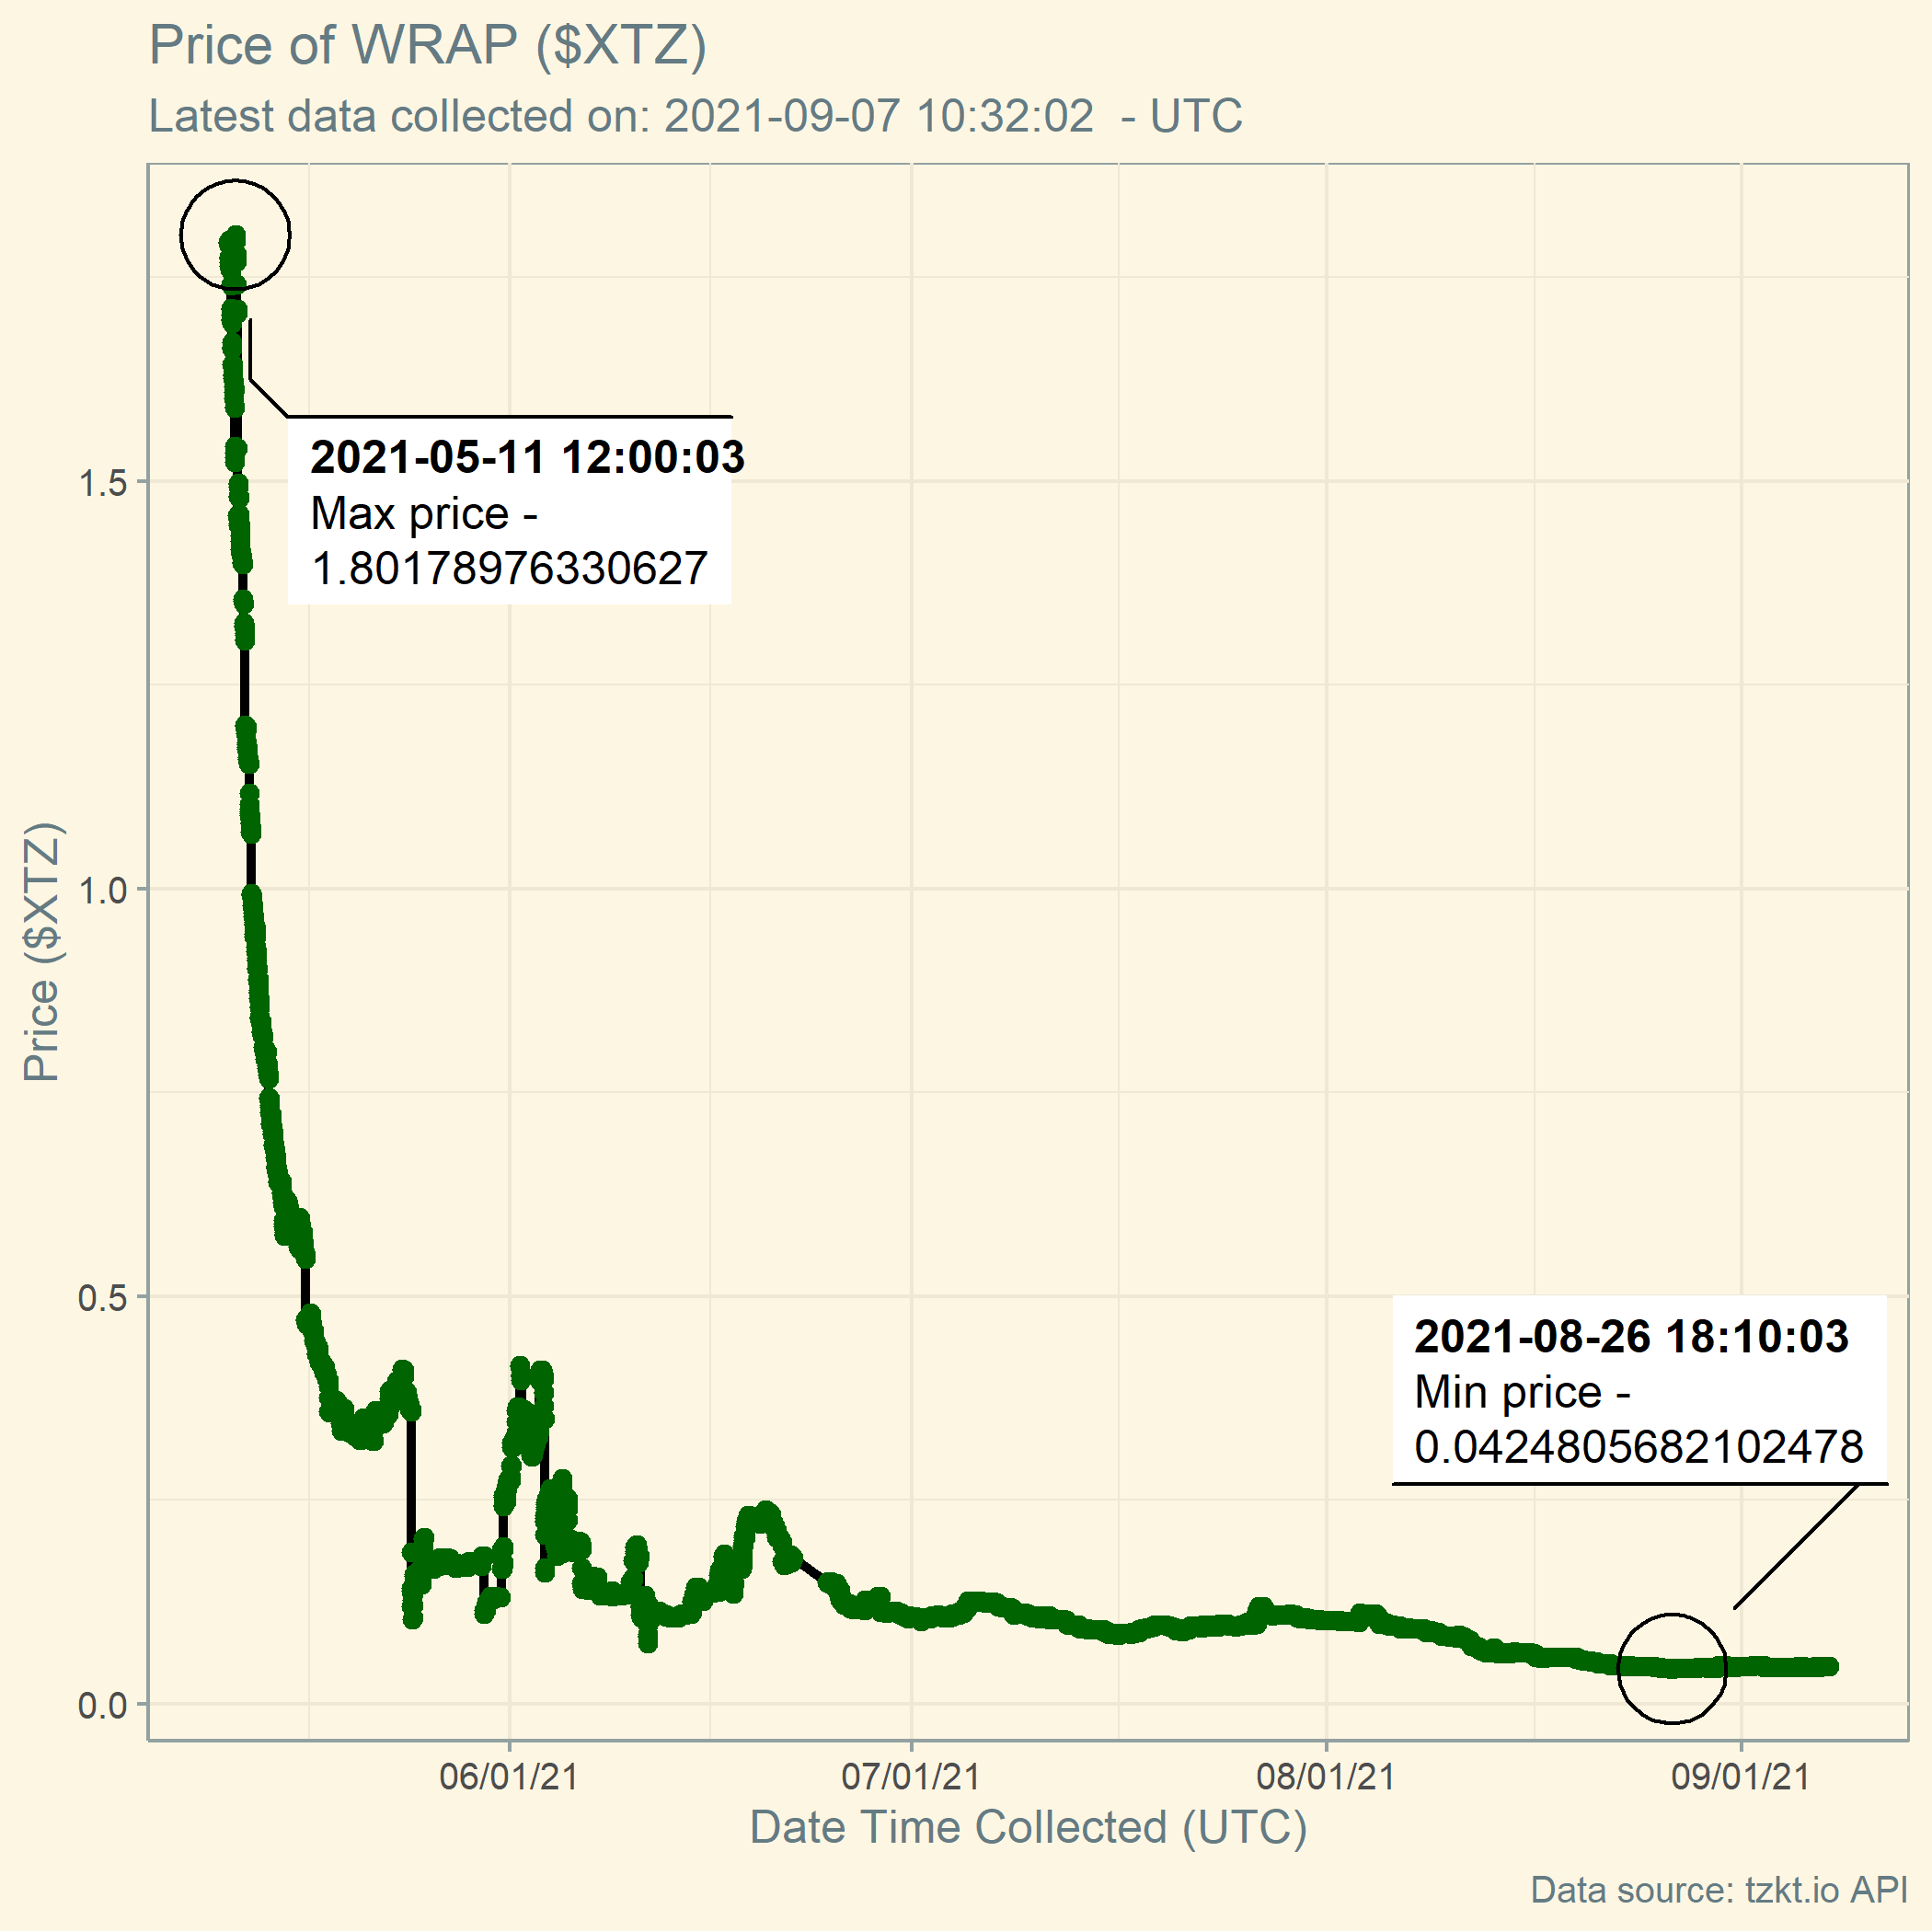 Price of WRAP ($XTZ)
Latest data collected on: 2021-09-07 10:32:02  - UTC
2021-05-11 12:00:03
Max price -
1.80178976330627
1.5
1.0
0.5
0.0
Price ($XTZ)
2021-08-26 18:10:03
Min price -
0.0424805682102478
06/01/21
07/01/21
08/01/21
09/01/21
Date Time Collected (UTC)
Data source: tzkt.io API